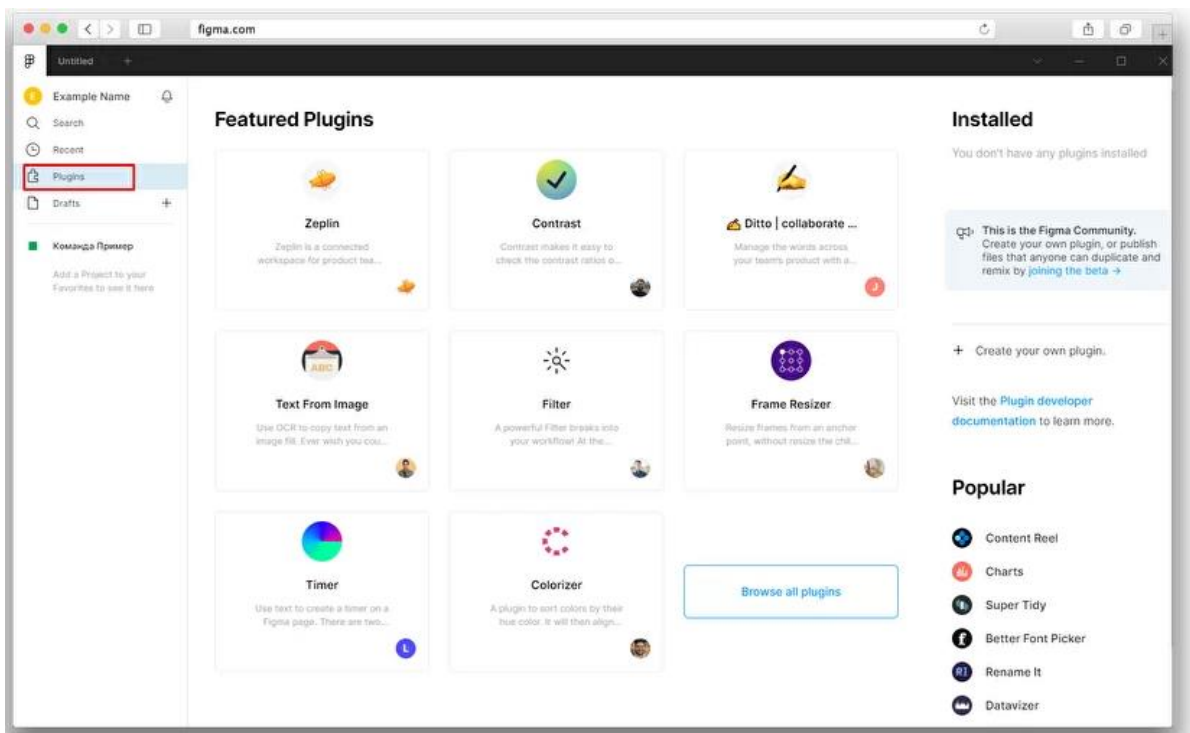 figma.com
Untitled
Example Name
Search
Recent
Plugins
Drafts
Команда Пример
Add a Project to your
Favorites to see it here
Featured Plugins
Zeplin
Zeplin is a connected
workspace for product tea...
Contrast
Contrast makes it easy to
check the contrast ratios o...
Ditto | collaborate ...
Manage the words across
your team's product with a...
J
ABC
Text From Image
Use OCR to copy text from an
image fill. Ever wish you cou...
Filter
A powerful Filter breaks into
your workflow! At the...
Frame Resizer
Resize frames from an anchor
point, without resize the chil...
Timer
Use text to create a timer on a
Figma page. There are two...
L
Colorizer
A plugin to sort colors by their
hue color. It will then align...
Browse all plugins
Installed
You don't have any plugins installed
This is the Figma Community.
Create your own plugin, or publish
files that anyone can duplicate and
remix by joining the beta →
+ Create your own plugin.
Visit the Plugin developer
documentation to learn more.
Popular
Content Reel
Charts
Super Tidy
f Better Font Picker
RI Rename It
Datavizer